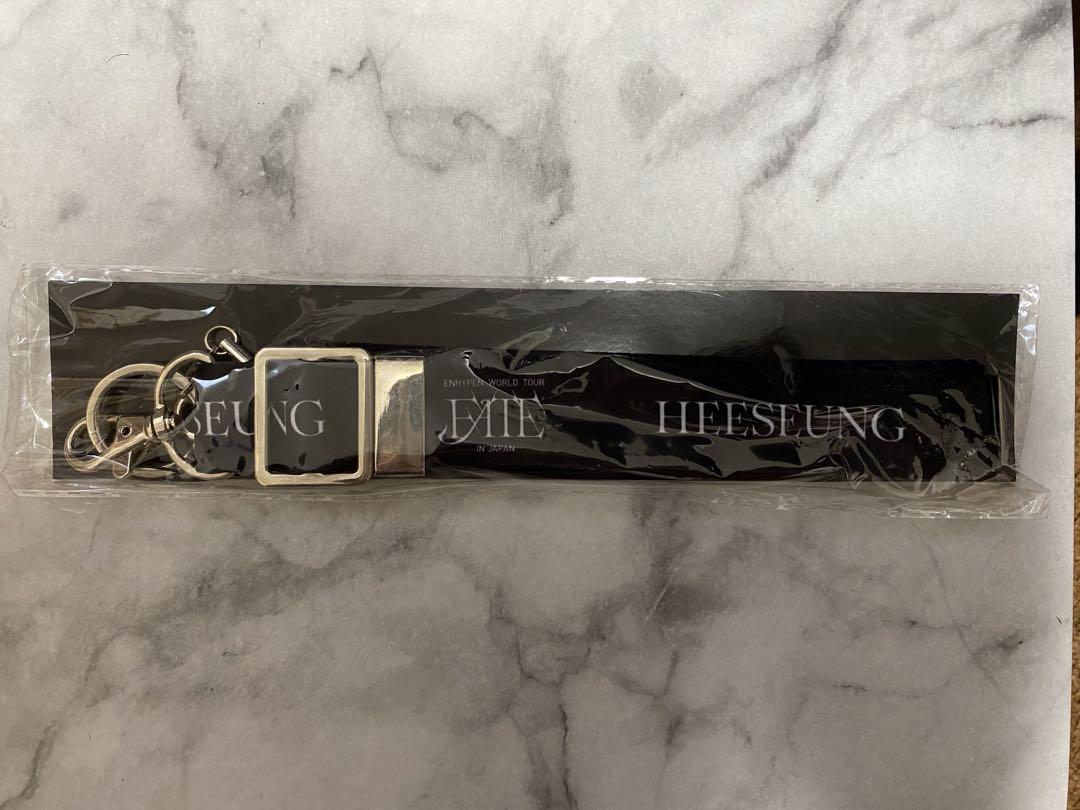 SEUNG
ENHYPEN WORLD TOUR
FATE
IN JAPAN
HEESEUNG